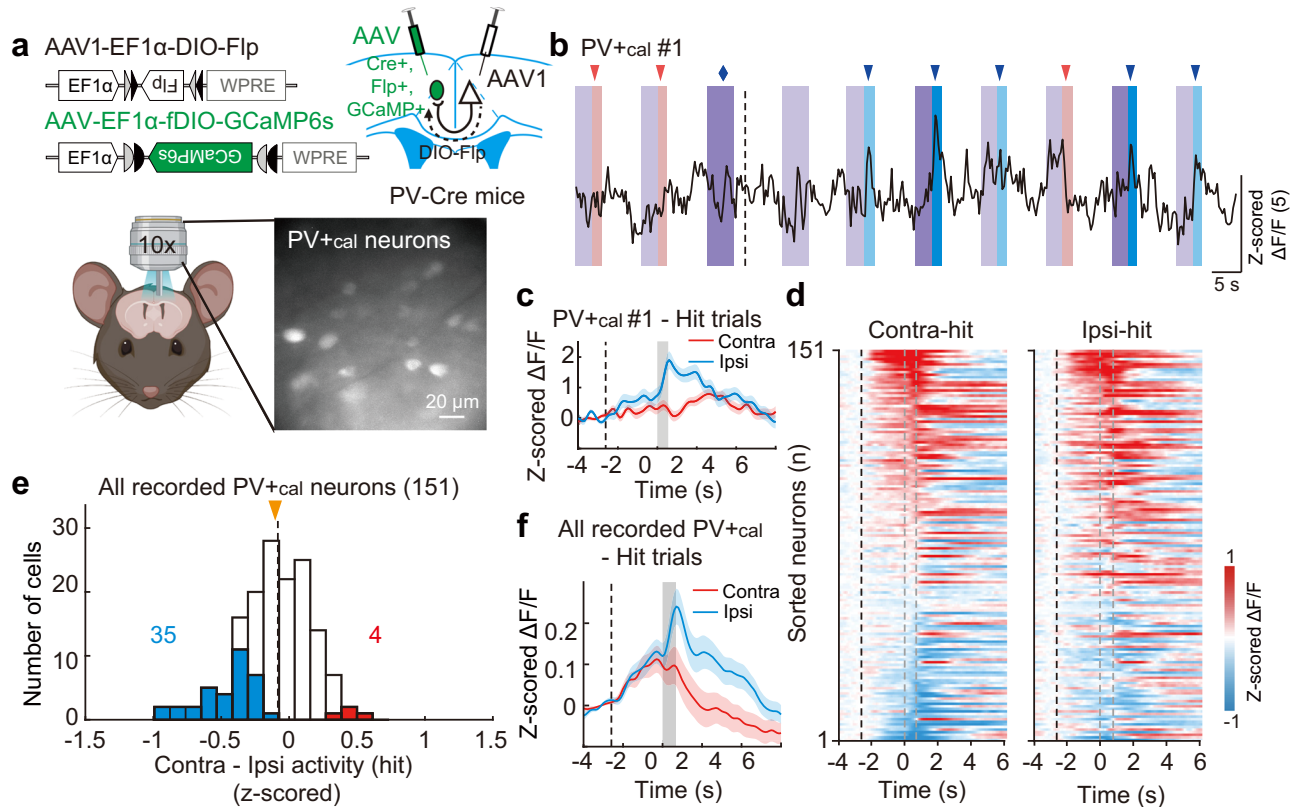 a
AAV1-EF1α-DIO-Flp
EF1α
Flp
WPRE
AAV-EF1α-fDIO-GCaMP6s
EF1α
GCaMP6s
WPRE
AAV
Cre+,
Flp+,
GCaMP+
AAV1
DIO-Flp
PV-Cre mice
10x
PV+cal neurons
20 µm
b
PV+cal #1
Z-scored
ΔF/F (5)
5 s
c
PV+cal #1 - Hit trials
Contra
Ipsi
Z-scored ΔF/F
2
1
0
-4 -2 0 2 4 6
Time (s)
d
Contra-hit
Ipsi-hit
151
Sorted neurons (n)
1
-4 -2 0 2 4 6
Time (s)
-4 -2 0 2 4 6
Time (s)
1
Z-scored ΔF/F
-1
e
All recorded PV+cal neurons (151)
Number of cells
30
20
10
0
35
4
-1.5 -1 -0.5 0 0.5 1 1.5
Contra - Ipsi activity (hit)
(z-scored)
f
All recorded PV+cal
- Hit trials
Contra
Ipsi
Z-scored ΔF/F
0.2
0.1
0
-4 -2 0 2 4 6 8
Time (s)